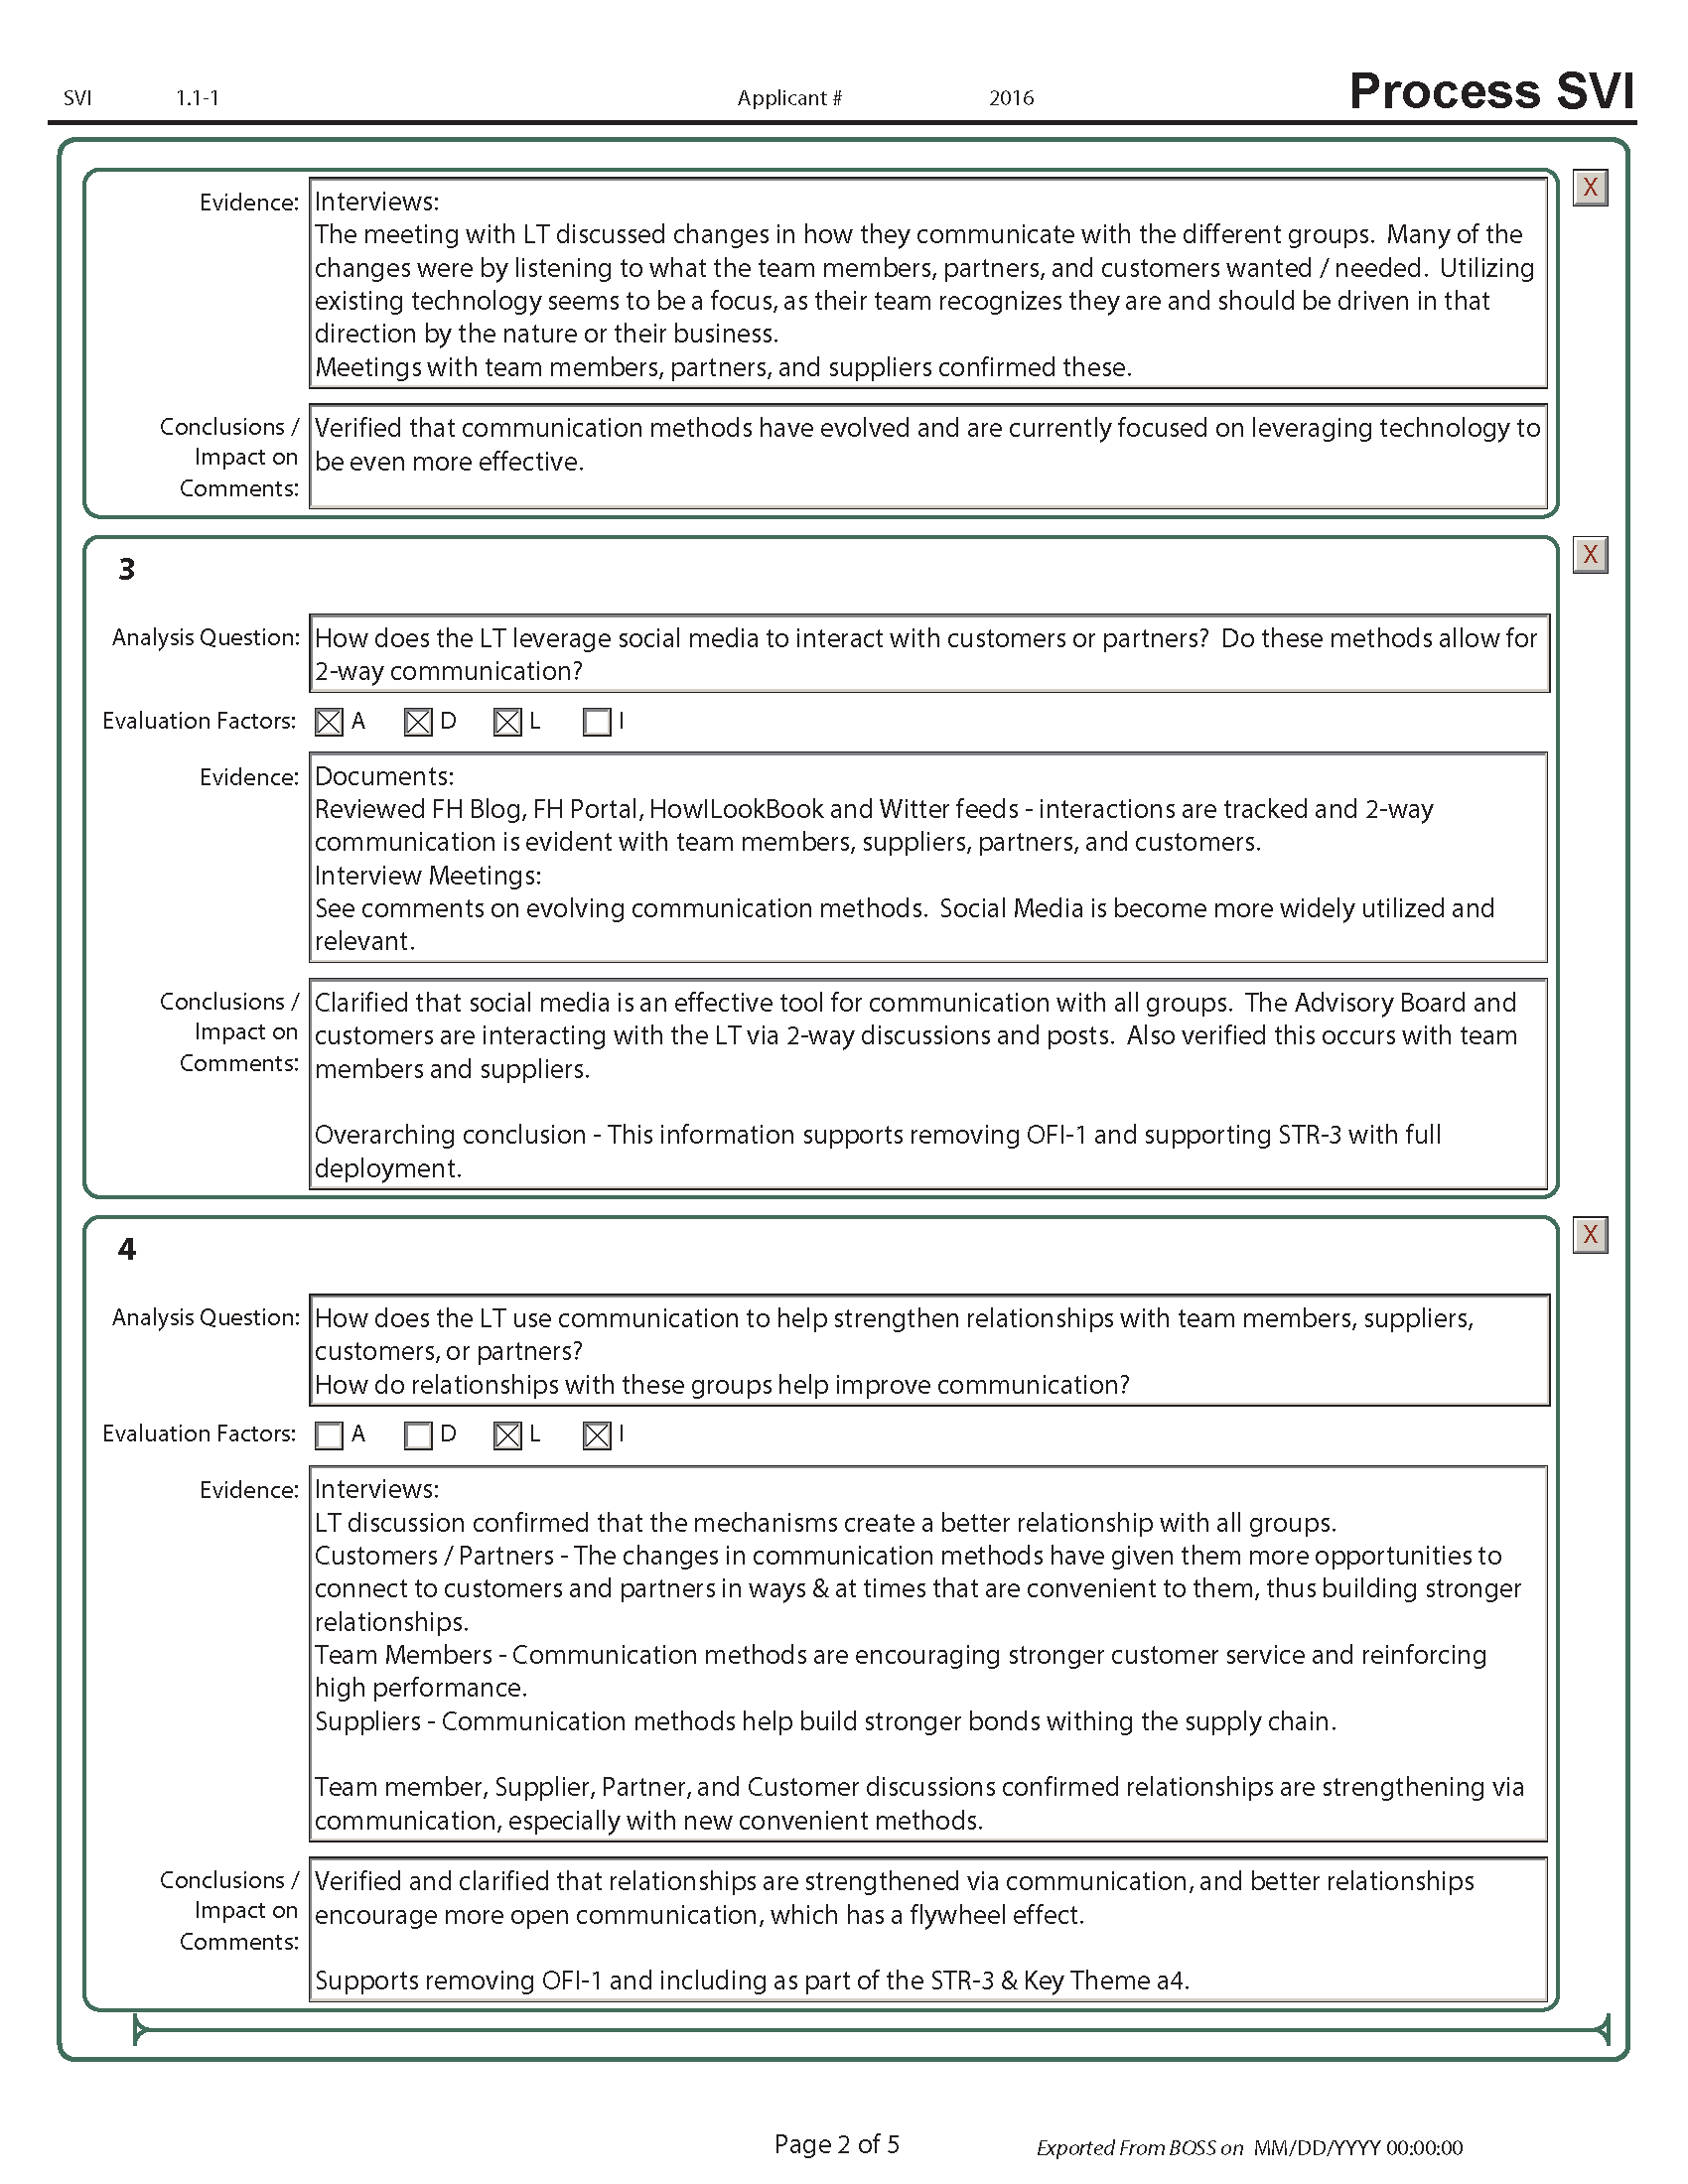 SVI 1.1-1 Applicant # 2016 Process SVI
X
Evidence: Interviews:
The meeting with LT discussed changes in how they communicate with the different groups.  Many of the
changes were by listening to what the team members, partners, and customers wanted / needed.  Utilizing
existing technology seems to be a focus, as their team recognizes they are and should be driven in that
direction by the nature or their business.
Meetings with team members, partners, and suppliers confirmed these.
Conclusions /
Impact on
Comments:
Verified that communication methods have evolved and are currently focused on leveraging technology to
be even more effective.
X
3
Analysis Question: How does the LT leverage social media to interact with customers or partners?  Do these methods allow for
2-way communication?
Evaluation Factors: A D L I
Evidence: Documents:
Reviewed FH Blog, FH Portal, HowILookBook and Witter feeds - interactions are tracked and 2-way
communication is evident with team members, suppliers, partners, and customers.
Interview Meetings:
See comments on evolving communication methods.  Social Media is become more widely utilized and
relevant.
Conclusions /
Impact on
Comments:
Clarified that social media is an effective tool for communication with all groups.  The Advisory Board and
customers are interacting with the LT via 2-way discussions and posts.  Also verified this occurs with team
members and suppliers.
Overarching conclusion - This information supports removing OFI-1 and supporting STR-3 with full
deployment.
X
4
Analysis Question: How does the LT use communication to help strengthen relationships with team members, suppliers,
customers, or partners?
How do relationships with these groups help improve communication?
Evaluation Factors: A D L I
Evidence: Interviews:
LT discussion confirmed that the mechanisms create a better relationship with all groups.
Customers / Partners - The changes in communication methods have given them more opportunities to
connect to customers and partners in ways & at times that are convenient to them, thus building stronger
relationships.
Team Members - Communication methods are encouraging stronger customer service and reinforcing
high performance.
Suppliers - Communication methods help build stronger bonds withing the supply chain.
Team member, Supplier, Partner, and Customer discussions confirmed relationships are strengthening via
communication, especially with new convenient methods.
Conclusions /
Impact on
Comments:
Verified and clarified that relationships are strengthened via communication, and better relationships
encourage more open communication, which has a flywheel effect.
Supports removing OFI-1 and including as part of the STR-3 & Key Theme a4.
Page 2 of 5 Exported From BOSS on MM/DD/YYYY 00:00:00